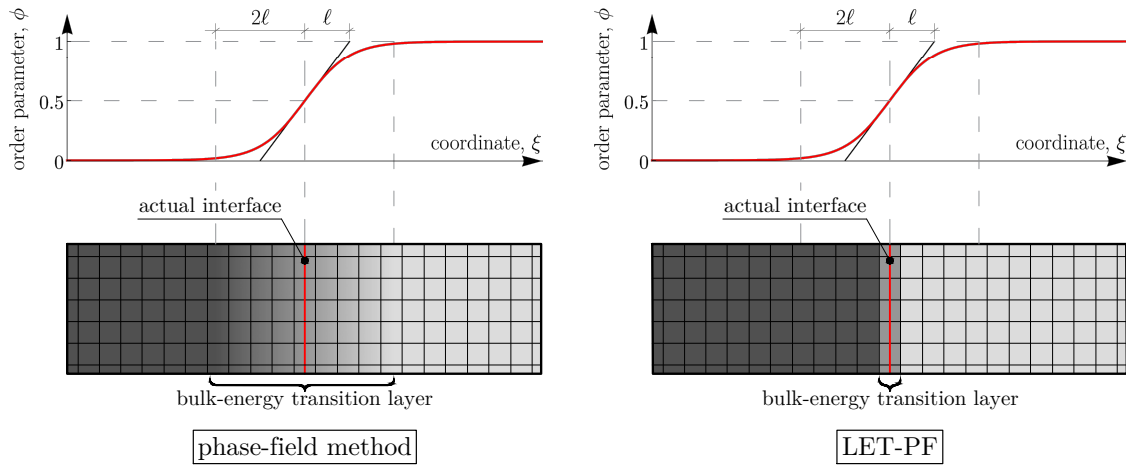 order parameter, ϕ
1
0.5
0
2ℓ
ℓ
coordinate, ξ
actual interface
bulk-energy transition layer
phase-field method
order parameter, ϕ
1
0.5
0
2ℓ
ℓ
coordinate, ξ
actual interface
bulk-energy transition layer
LET-PF